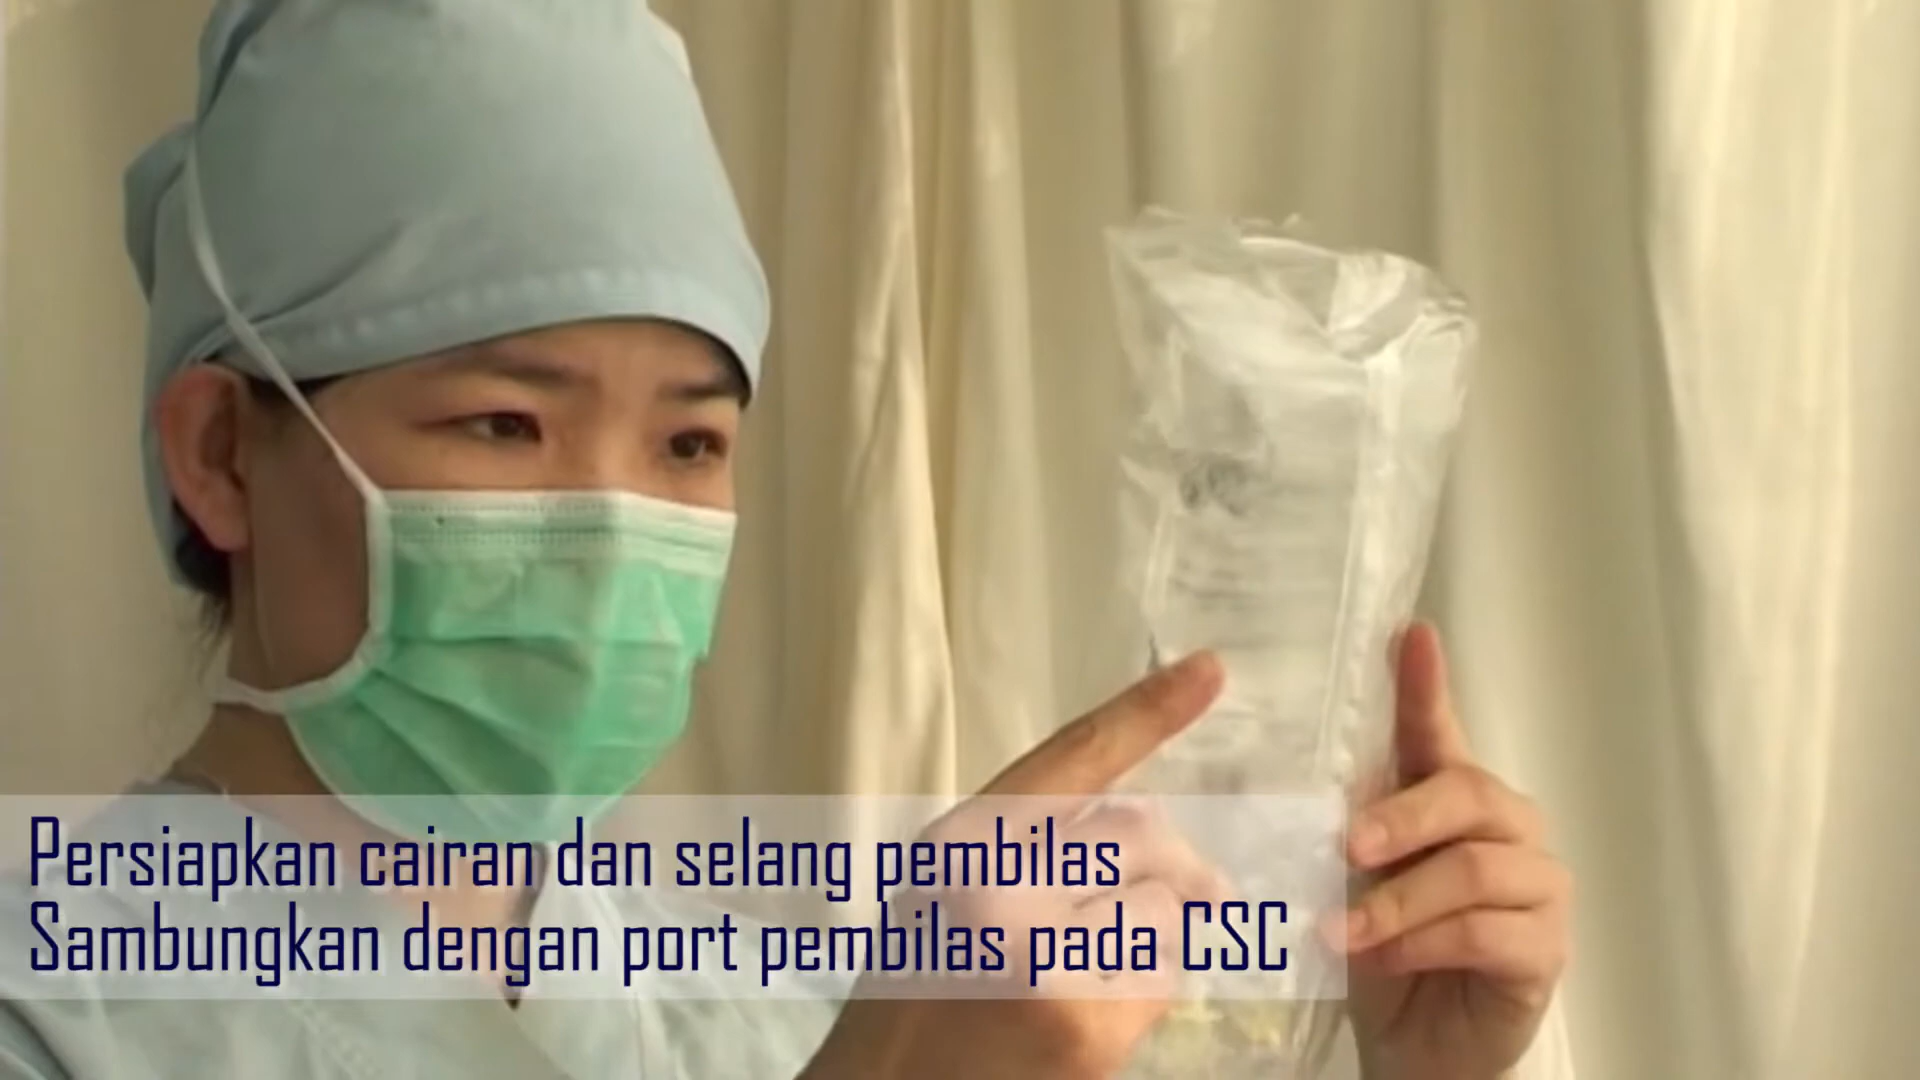 Persiapkan cairan dan selang pembilas
Sambungkan dengan port pembilas pada CSC